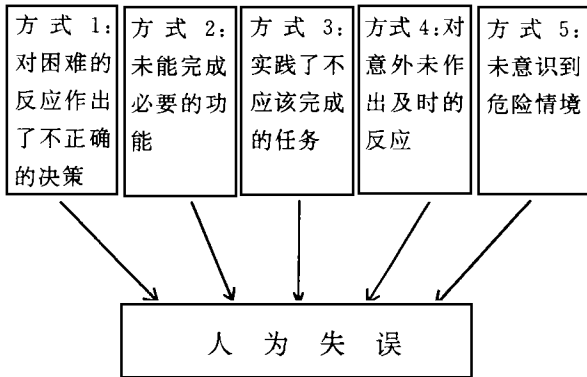 方式 1:
对困难的
反应作出
了不正确
的决策
方式 2:
未能完成
必要的功
能
方式 3:
实践了不
应该完成
的任务
方式 4:对
意外未作
出及时的
反应
方式 5:
未意识到
危险情境
人为失误